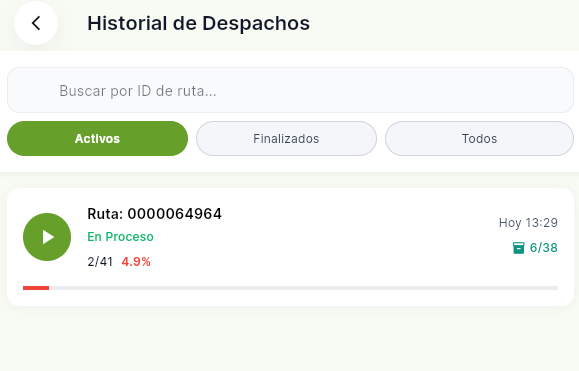 Historial de Despachos
Buscar por ID de ruta...
Activos
Finalizados
Todos
Ruta: 0000064964
En Proceso
2/41 4.9%
Hoy 13:29
6/38